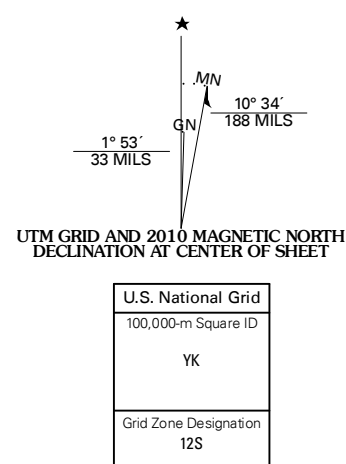 MN
GN
10° 34´
188 MILS
1° 53´
33 MILS
UTM GRID AND 2010 MAGNETIC NORTH
DECLINATION AT CENTER OF SHEET
U.S. National Grid
100,000-m Square ID
YK
Grid Zone Designation
12S